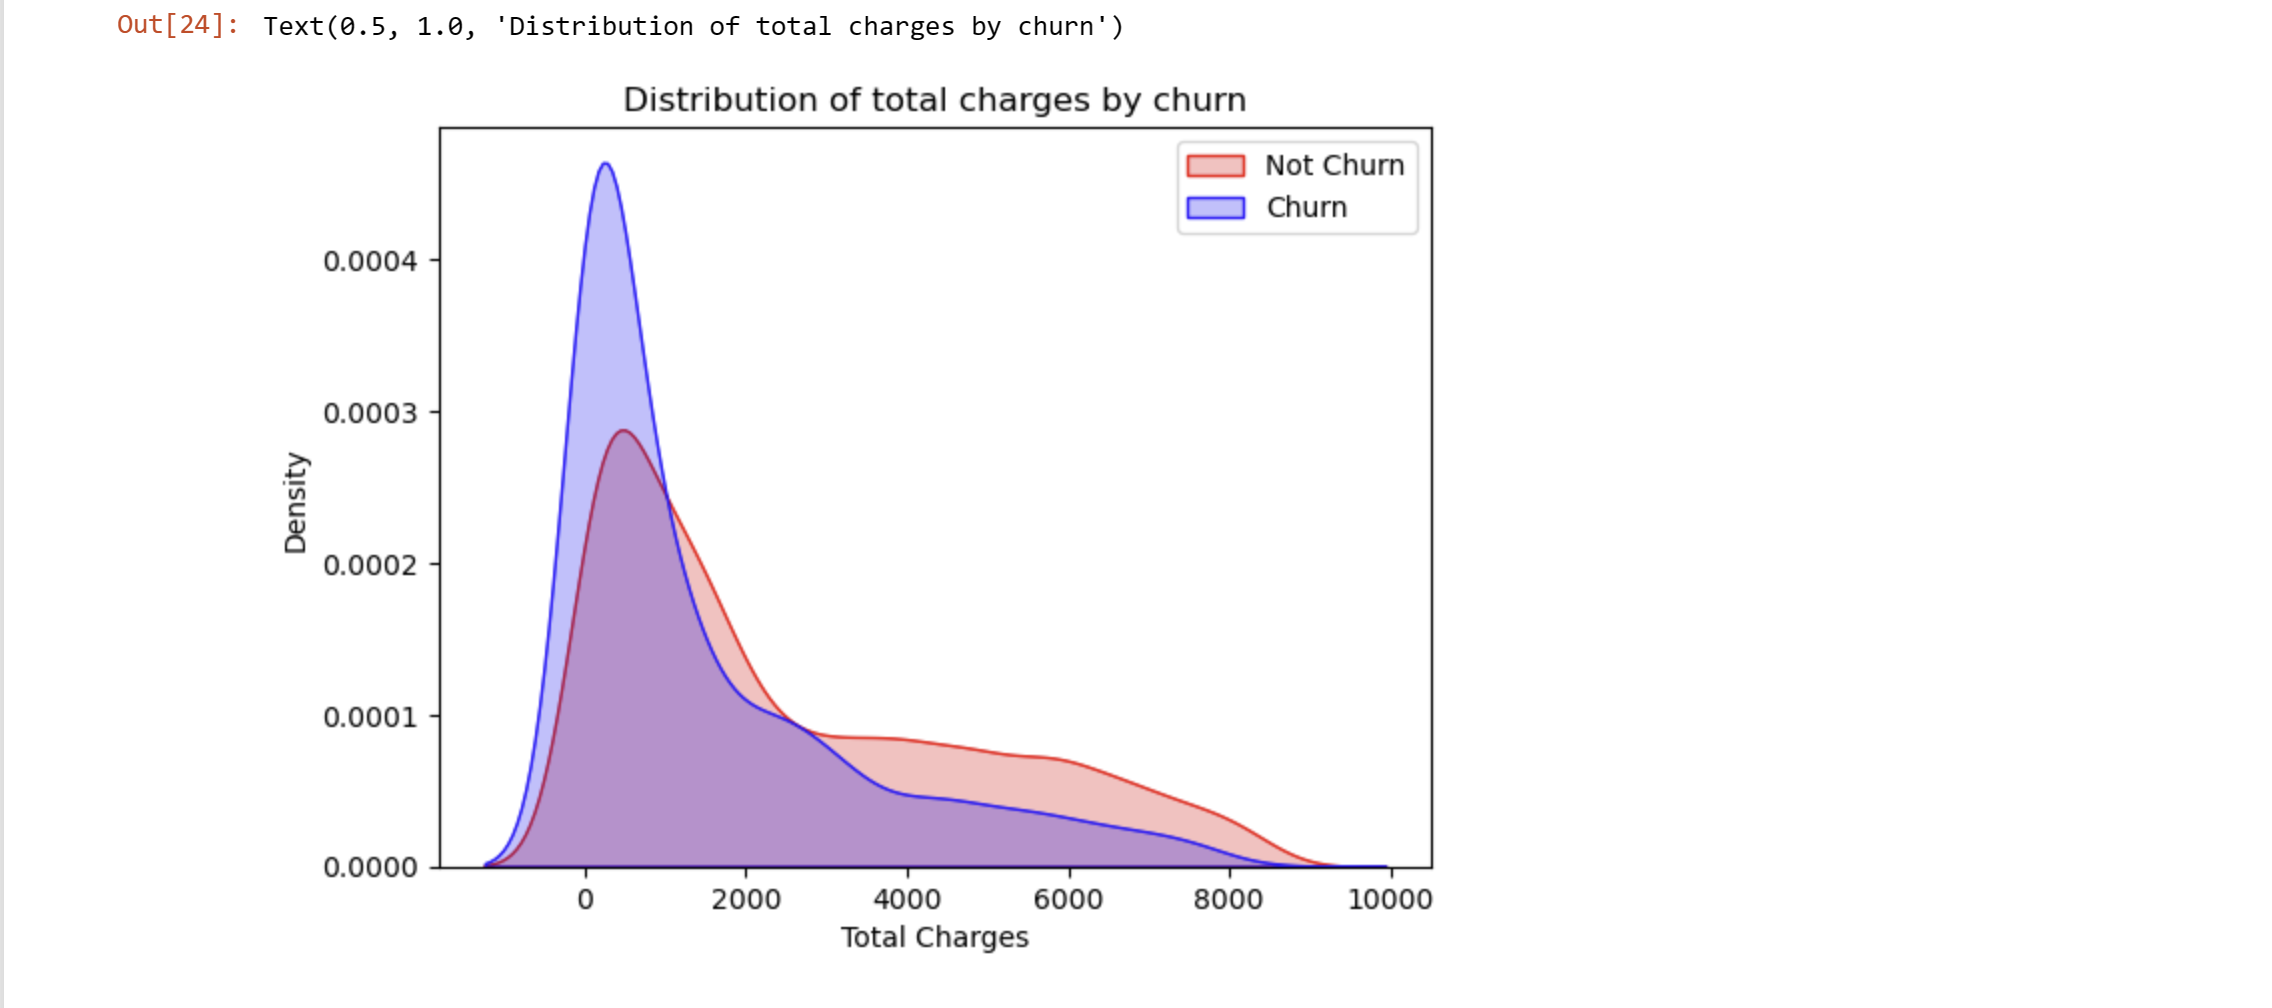 Out[24]: Text(0.5, 1.0, 'Distribution of total charges by churn')
Distribution of total charges by churn
Not Churn
Churn
0.0004
0.0003
0.0002
0.0001
0.0000
Density
0 2000 4000 6000 8000 10000
Total Charges